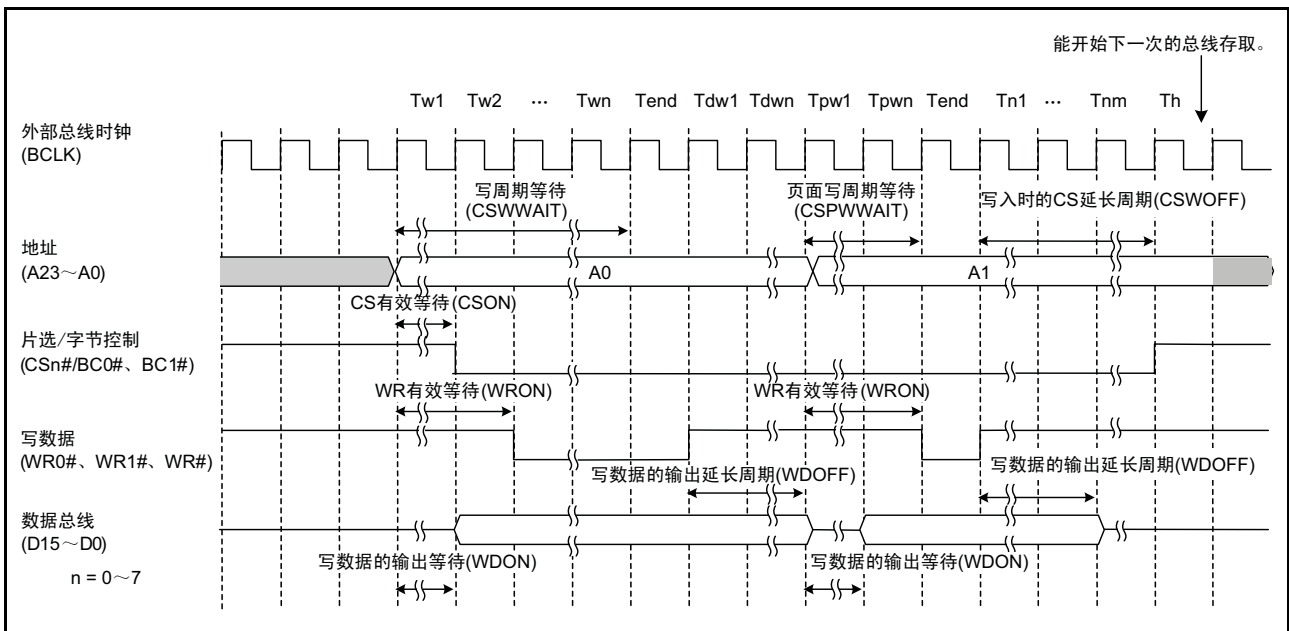 能开始下一次的总线存取。
Tw1 Tw2 … Twn Tend Tdw1 Tdwn Tpw1 Tpwn Tend Tn1 … Tnm Th
外部总线时钟
(BCLK)
写周期等待
(CSWWAIT)
页面写周期等待
(CSPWWAIT)
写入时的CS延长周期(CSWOFF)
地址
(A23~A0)
A0
A1
CS有效等待(CSON)
片选/字节控制
(CSn#/BC0#、BC1#)
WR有效等待(WRON)
WR有效等待(WRON)
写数据
(WR0#、WR1#、WR#)
写数据的输出延长周期(WDOFF)
写数据的输出延长周期(WDOFF)
数据总线
(D15~D0)
写数据的输出等待(WDON)
写数据的输出等待(WDON)
n = 0~7